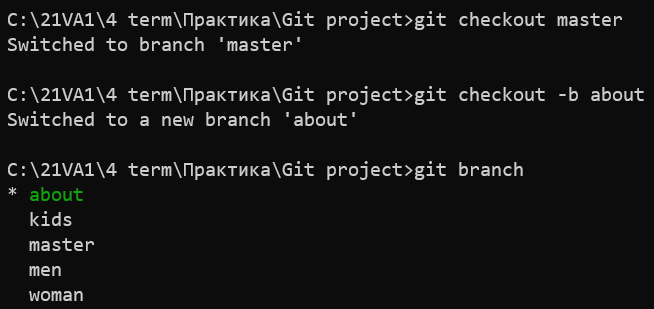 C:\21VA1\4 term\Практика\Git project>git checkout master
Switched to branch 'master'
C:\21VA1\4 term\Практика\Git project>git checkout -b about
Switched to a new branch 'about'
C:\21VA1\4 term\Практика\Git project>git branch
* about
kids
master
men
woman